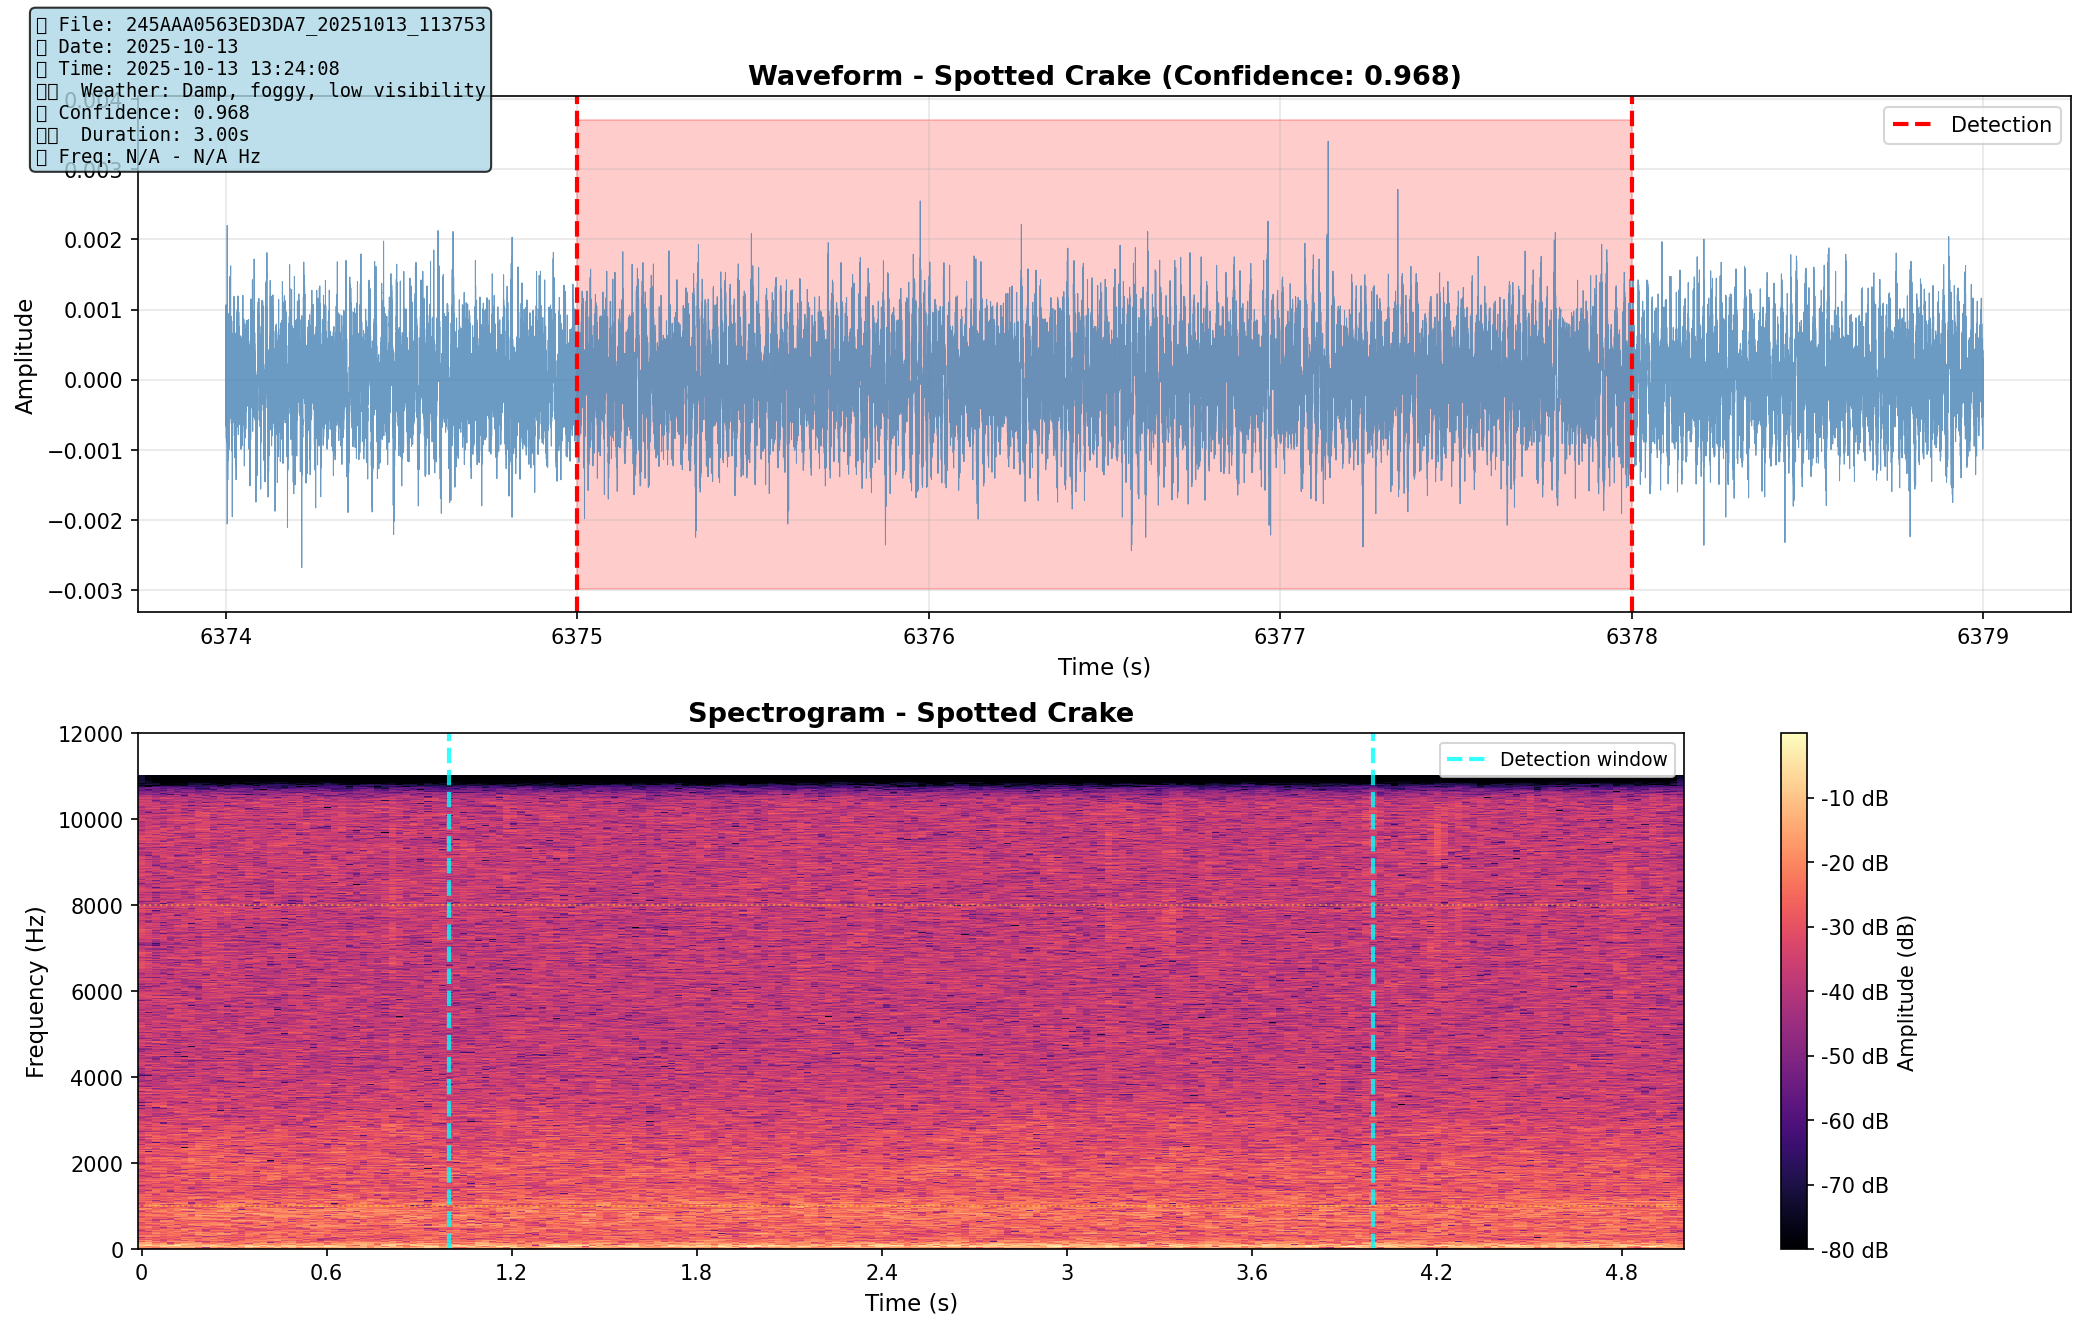 File: 245AAA0563ED3DA7_20251013_113753
Date: 2025-10-13
Time: 2025-10-13 13:24:08
Weather: Damp, foggy, low visibility
Confidence: 0.968
Duration: 3.00s
Freq: N/A - N/A Hz
Waveform - Spotted Crake (Confidence: 0.968)
Detection
Amplitude
0.004
0.003
0.002
0.001
0.000
−0.001
−0.002
−0.003
6374 6375 6376 6377 6378 6379
Time (s)
Spectrogram - Spotted Crake
Detection window
Frequency (Hz)
12000
10000
8000
6000
4000
2000
0
0 0.6 1.2 1.8 2.4 3 3.6 4.2 4.8
Time (s)
-10 dB
-20 dB
-30 dB
-40 dB
-50 dB
-60 dB
-70 dB
-80 dB
Amplitude (dB)